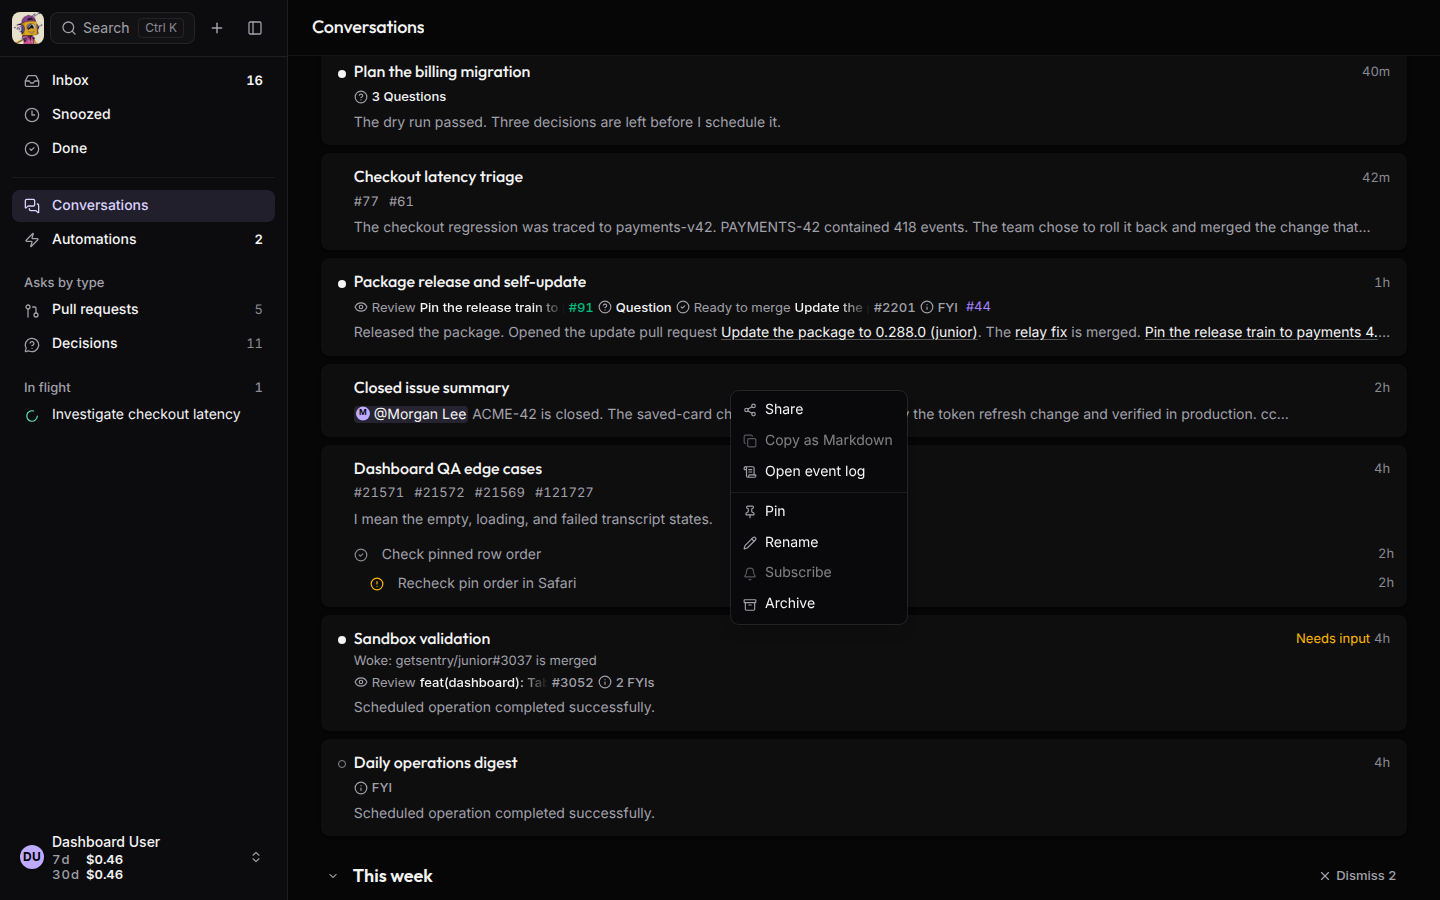 Search Ctrl K
Inbox 16
Snoozed
Done
Conversations
Automations 2
Asks by type
Pull requests 5
Decisions 11
In flight 1
Investigate checkout latency
DU Dashboard User
7d $0.46
30d $0.46
Conversations
Plan the billing migration 40m
3 Questions
The dry run passed. Three decisions are left before I schedule it.
Checkout latency triage 42m
#77 #61
The checkout regression was traced to payments-v42. PAYMENTS-42 contained 418 events. The team chose to roll it back and merged the change that...
Package release and self-update 1h
Review Pin the release train to #91 Question Ready to merge Update the #2201 FYI #44
Released the package. Opened the update pull request Update the package to 0.288.0 (junior). The relay fix is merged. Pin the release train to payments 4....
Closed issue summary 2h
M @Morgan Lee ACME-42 is closed. The saved-card ch the token refresh change and verified in production. cc...
Dashboard QA edge cases 4h
#21571 #21572 #21569 #121727
I mean the empty, loading, and failed transcript states.
Check pinned row order 2h
Recheck pin order in Safari 2h
Share
Copy as Markdown
Open event log
Pin
Rename
Subscribe
Archive
Sandbox validation Needs input 4h
Woke: getsentry/junior#3037 is merged
Review feat(dashboard): Ta #3052 2 FYIs
Scheduled operation completed successfully.
Daily operations digest 4h
FYI
Scheduled operation completed successfully.
This week Dismiss 2